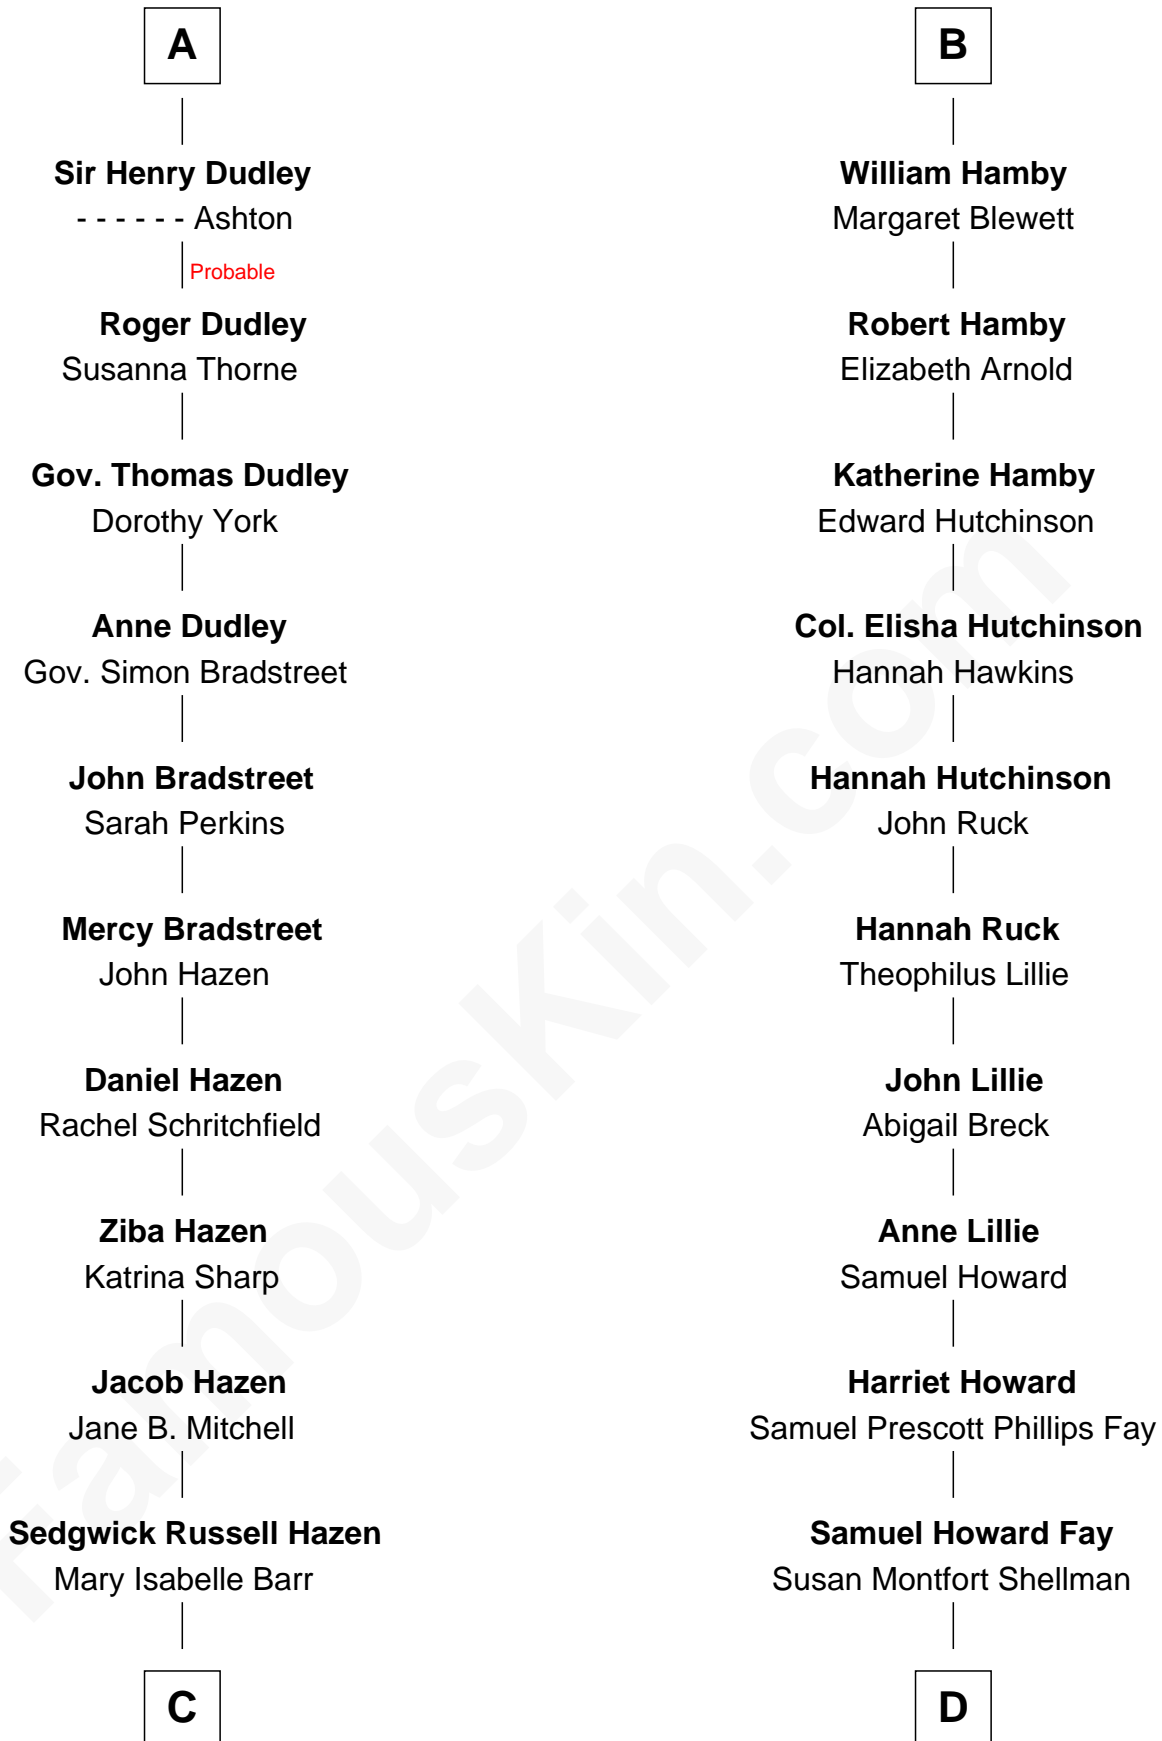 A
Sir Henry Dudley
- - - - - - Ashton
Probable
Roger Dudley
Susanna Thorne
Gov. Thomas Dudley
Dorothy York
Anne Dudley
Gov. Simon Bradstreet
John Bradstreet
Sarah Perkins
Mercy Bradstreet
John Hazen
Daniel Hazen
Rachel Schritchfield
Ziba Hazen
Katrina Sharp
Jacob Hazen
Jane B. Mitchell
Sedgwick Russell Hazen
Mary Isabelle Barr
C
B
William Hamby
Margaret Blewett
Robert Hamby
Elizabeth Arnold
Katherine Hamby
Edward Hutchinson
Col. Elisha Hutchinson
Hannah Hawkins
Hannah Hutchinson
John Ruck
Hannah Ruck
Theophilus Lillie
John Lillie
Abigail Breck
Anne Lillie
Samuel Howard
Harriet Howard
Samuel Prescott Phillips Fay
Samuel Howard Fay
Susan Montfort Shellman
D
FamousKin.com